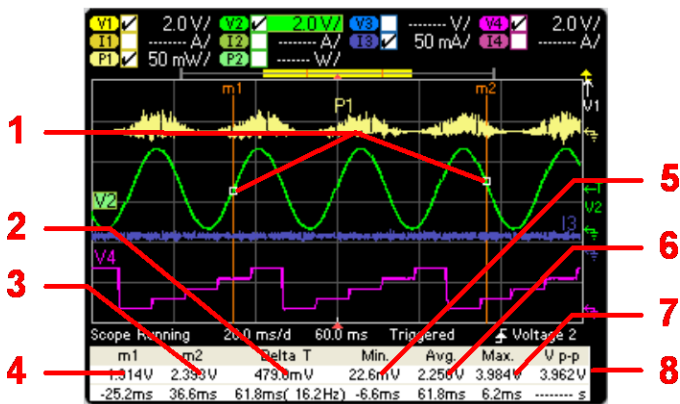 V1 2.0 V/ V2 2.0 V/ V3 ------- V/ V4 2.0 V/
I1 ------- A/ I2 ------- A/ I3 50 mA/ I4 ------- A/
P1 50 mW/ P2 ------- W/
m1 m2
P1
V1
1
V2
V2
5
2
I3
6
V4
3
7
Scope Running 20.0 ms/d 60.0 ms Triggered Voltage 2
m1 m2 Delta T Min. Avg. Max. V p-p
4 1.914V 2.393V 479.0mV 22.6mV 2.256V 3.984V 3.962V 8
-25.2ms 36.6ms 61.8ms( 16.2Hz) -6.6ms 61.8ms 6.2ms -------- s